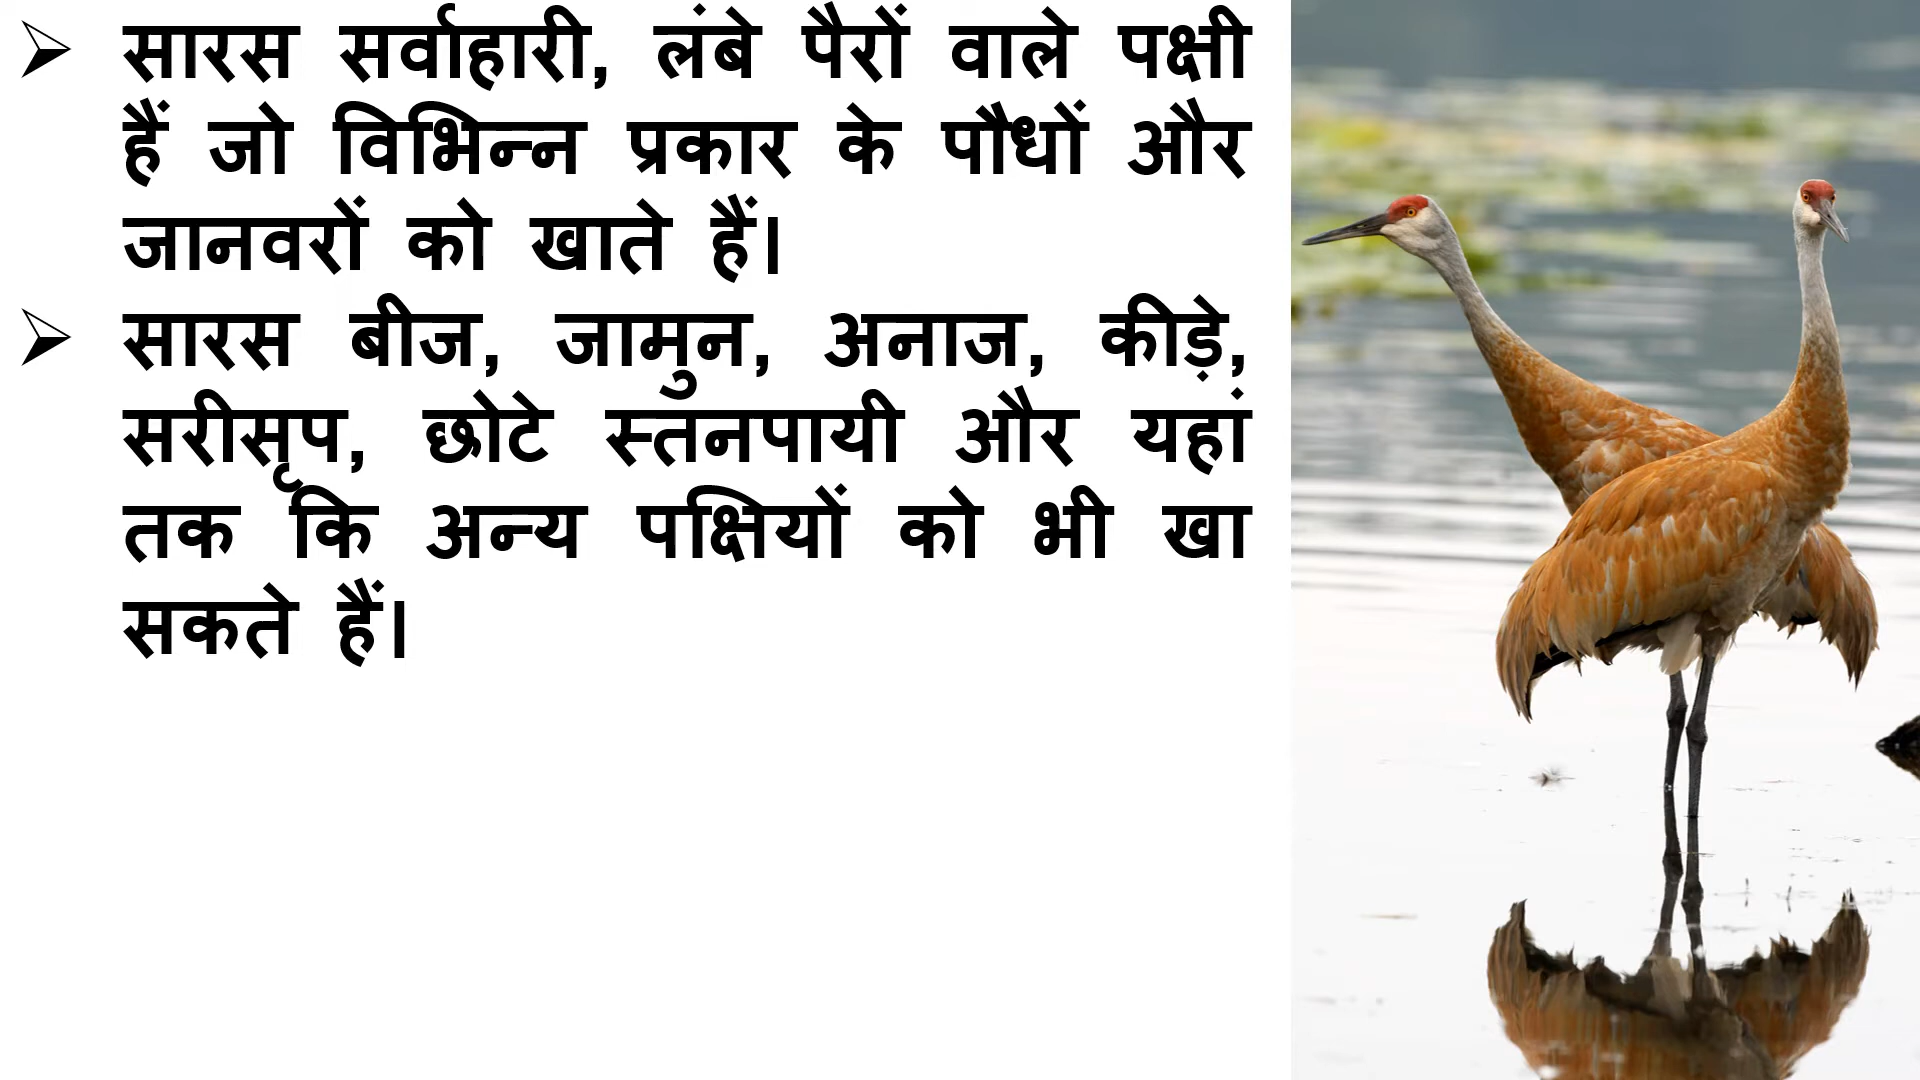 ➢ सारस सर्वाहारी, लंबे पैरों वाले पक्षी
हैं जो विभिन्न प्रकार के पौधों और
जानवरों को खाते हैं।
➢ सारस बीज, जामुन, अनाज, कीड़े,
सरीसृप, छोटे स्तनपायी और यहां
तक कि अन्य पक्षियों को भी खा
सकते हैं।